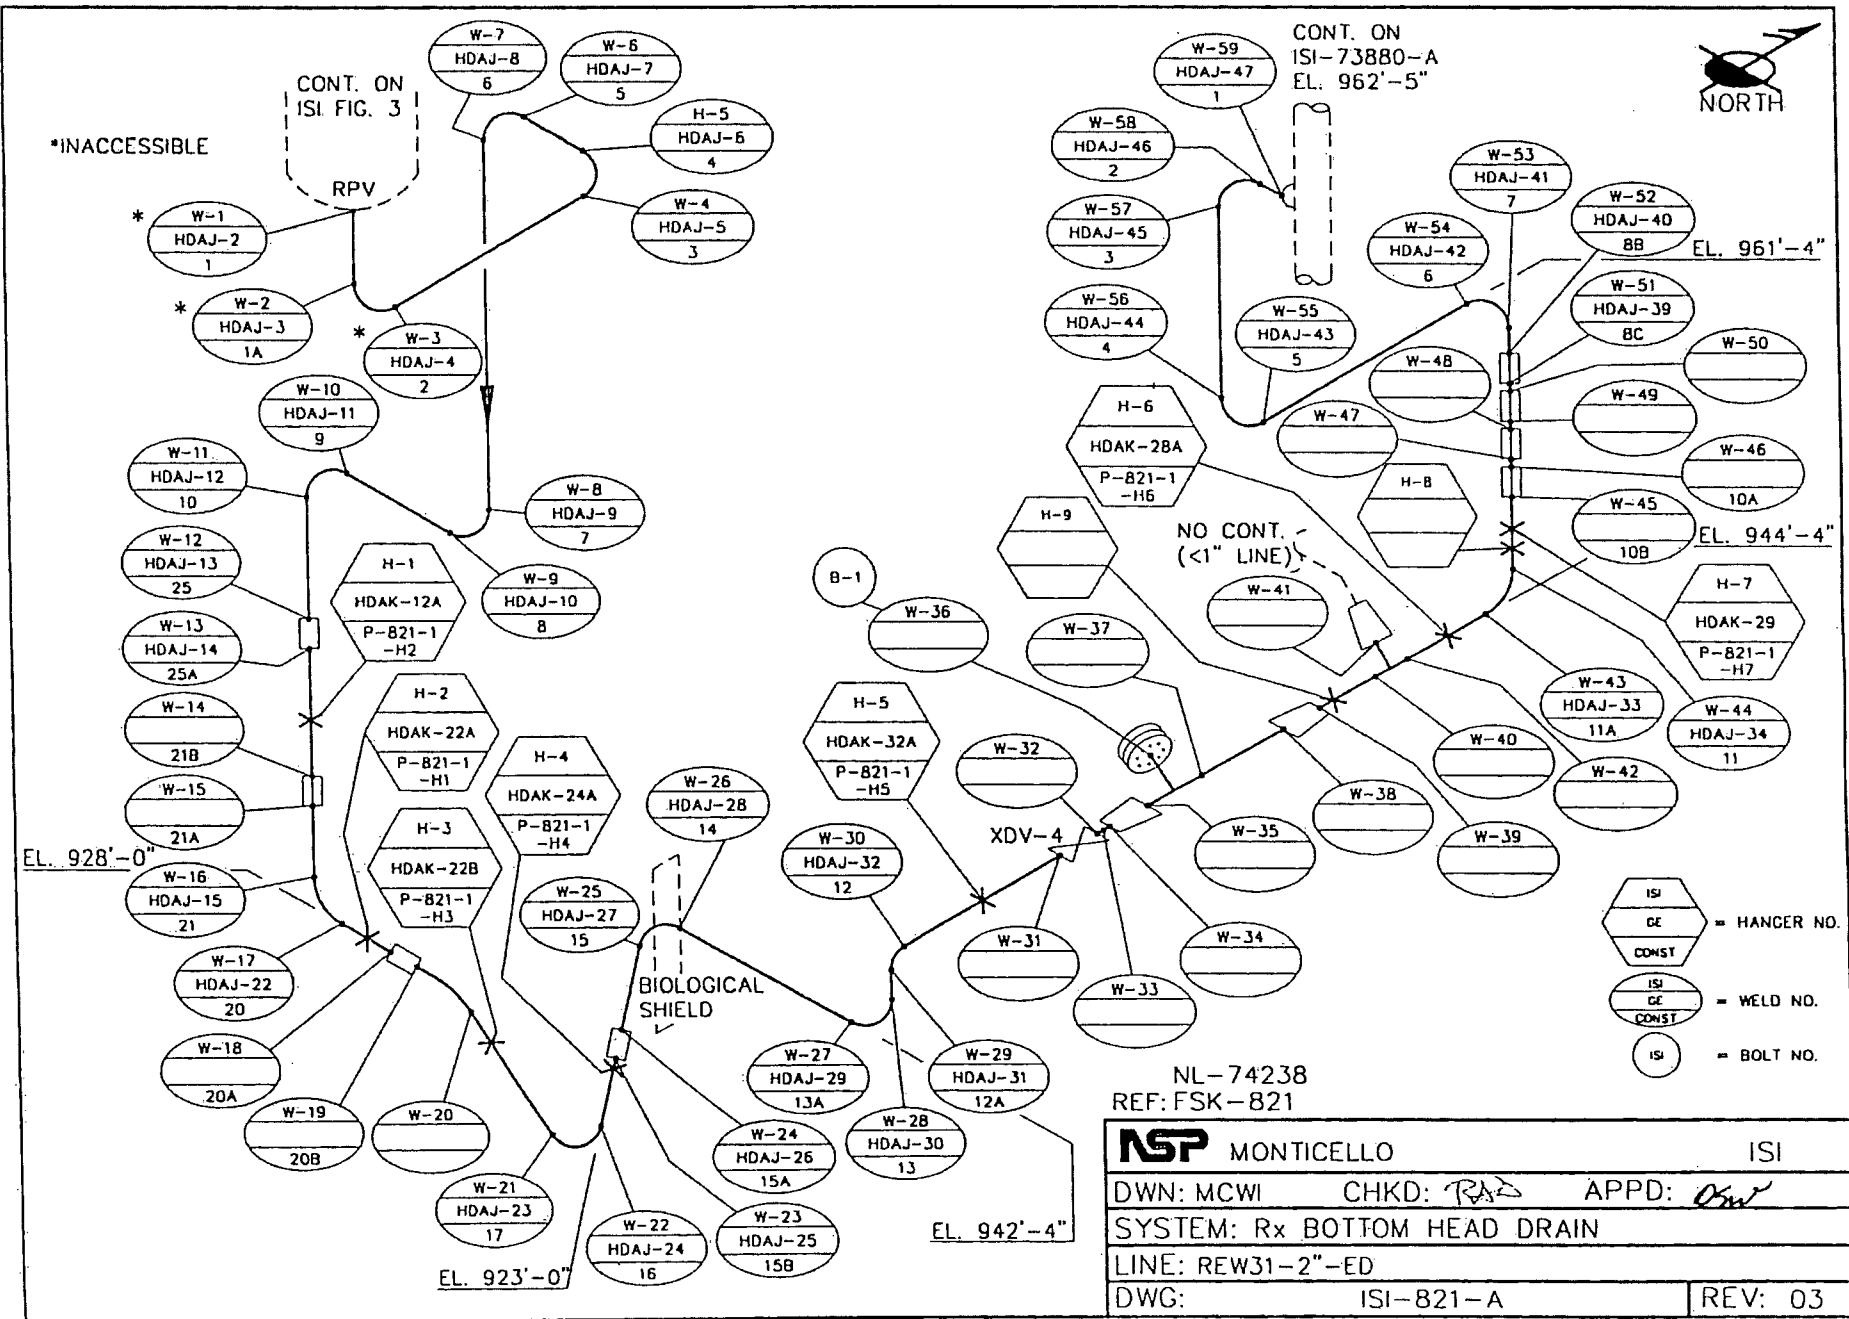 CONT. ON
ISI FIG. 3
RPV
*INACCESSIBLE
*
W-1
HDAJ-2
1
*
W-2
HDAJ-3
1A
*
W-3
HDAJ-4
2
W-7
HDAJ-8
6
W-6
HDAJ-7
5
H-5
HDAJ-6
4
W-4
HDAJ-5
3
W-10
HDAJ-11
9
W-11
HDAJ-12
10
W-8
HDAJ-9
7
W-9
HDAJ-10
8
W-12
HDAJ-13
25
W-13
HDAJ-14
25A
W-14
21B
W-15
21A
W-16
HDAJ-15
21
EL. 928'-0"
W-17
HDAJ-22
20
W-18
20A
W-19
20B
W-20
H-1
HDAK-12A
P-821-1
-H2
H-2
HDAK-22A
P-821-1
-H1
H-3
HDAK-22B
P-821-1
-H3
H-4
HDAK-24A
P-821-1
-H4
W-21
HDAJ-23
17
EL. 923'-0"
W-22
HDAJ-24
16
W-23
HDAJ-25
15B
W-24
HDAJ-26
15A
W-25
HDAJ-27
15
W-26
HDAJ-28
14
BIOLOGICAL
SHIELD
W-27
HDAJ-29
13A
W-28
HDAJ-30
13
W-29
HDAJ-31
12A
EL. 942'-4"
W-30
HDAJ-32
12
H-5
HDAK-32A
P-821-1
-H5
XDV-4
W-31
W-32
W-33
W-34
W-35
B-1
W-36
W-37
W-38
W-39
W-40
W-41
W-42
NO CONT.
(<1" LINE)
H-9
H-6
HDAK-28A
P-821-1
-H6
H-8
H-7
HDAK-29
P-821-1
-H7
W-43
HDAJ-33
11A
W-44
HDAJ-34
11
EL. 944'-4"
W-45
10B
W-46
10A
W-47
W-48
W-49
W-50
W-51
HDAJ-39
8C
W-52
HDAJ-40
8B
EL. 961'-4"
W-53
HDAJ-41
7
W-54
HDAJ-42
6
W-55
HDAJ-43
5
W-56
HDAJ-44
4
W-57
HDAJ-45
3
W-58
HDAJ-46
2
W-59
HDAJ-47
1
CONT. ON
ISI-73880-A
EL. 962'-5"
NORTH
ISI
GE
CONST
= HANGER NO.
ISI
GE
CONST
= WELD NO.
ISI
= BOLT NO.
NL-74238
REF: FSK-821
NSP MONTICELLO ISI
DWN: MCWI CHKD: APPD:
SYSTEM: Rx BOTTOM HEAD DRAIN
LINE: REW31-2"-ED
DWG: ISI-821-A REV: 03